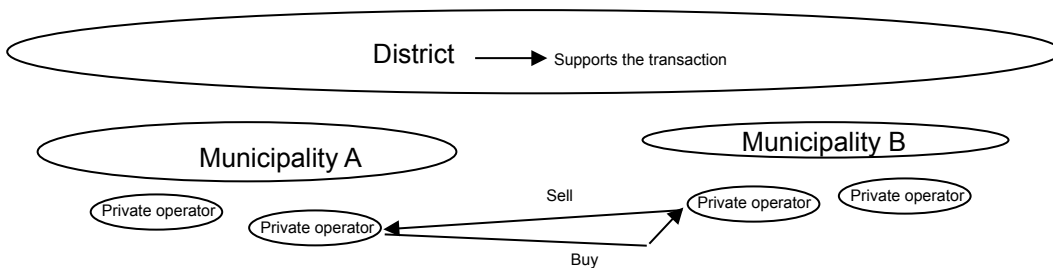 District
Supports the transaction
Municipality A
Municipality B
Private operator
Private operator
Sell
Private operator
Private operator
Buy